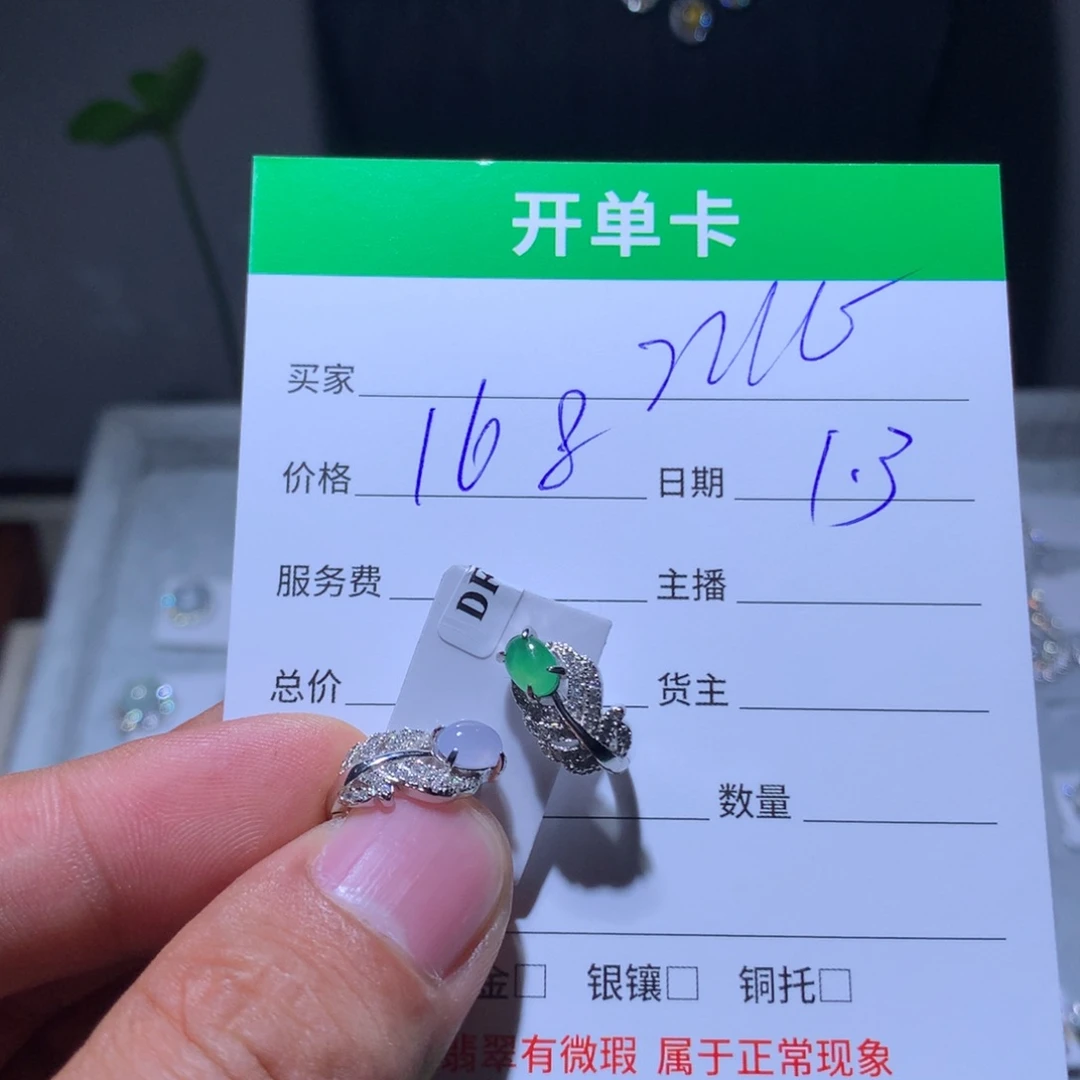 开单卡
买家
价格 168 日期 1.3
服务费 主播
DF
总价 货主
数量
金□ 银镶□ 铜托□
翡翠有微瑕 属于正常现象